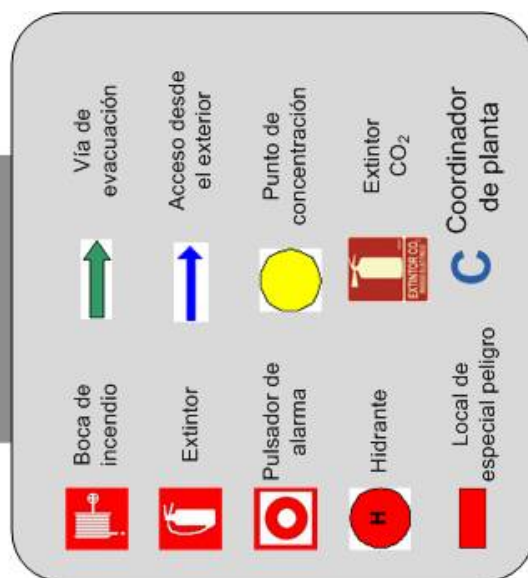 Boca de
incendio
Extintor
Pulsador de
alarma
H
Hidrante
Local de
especial peligro
Vía de
evacuación
Acceso desde
el exterior
Punto de
concentración
EXTINTOR CO2
Extintor
CO2
C
Coordinador
de planta